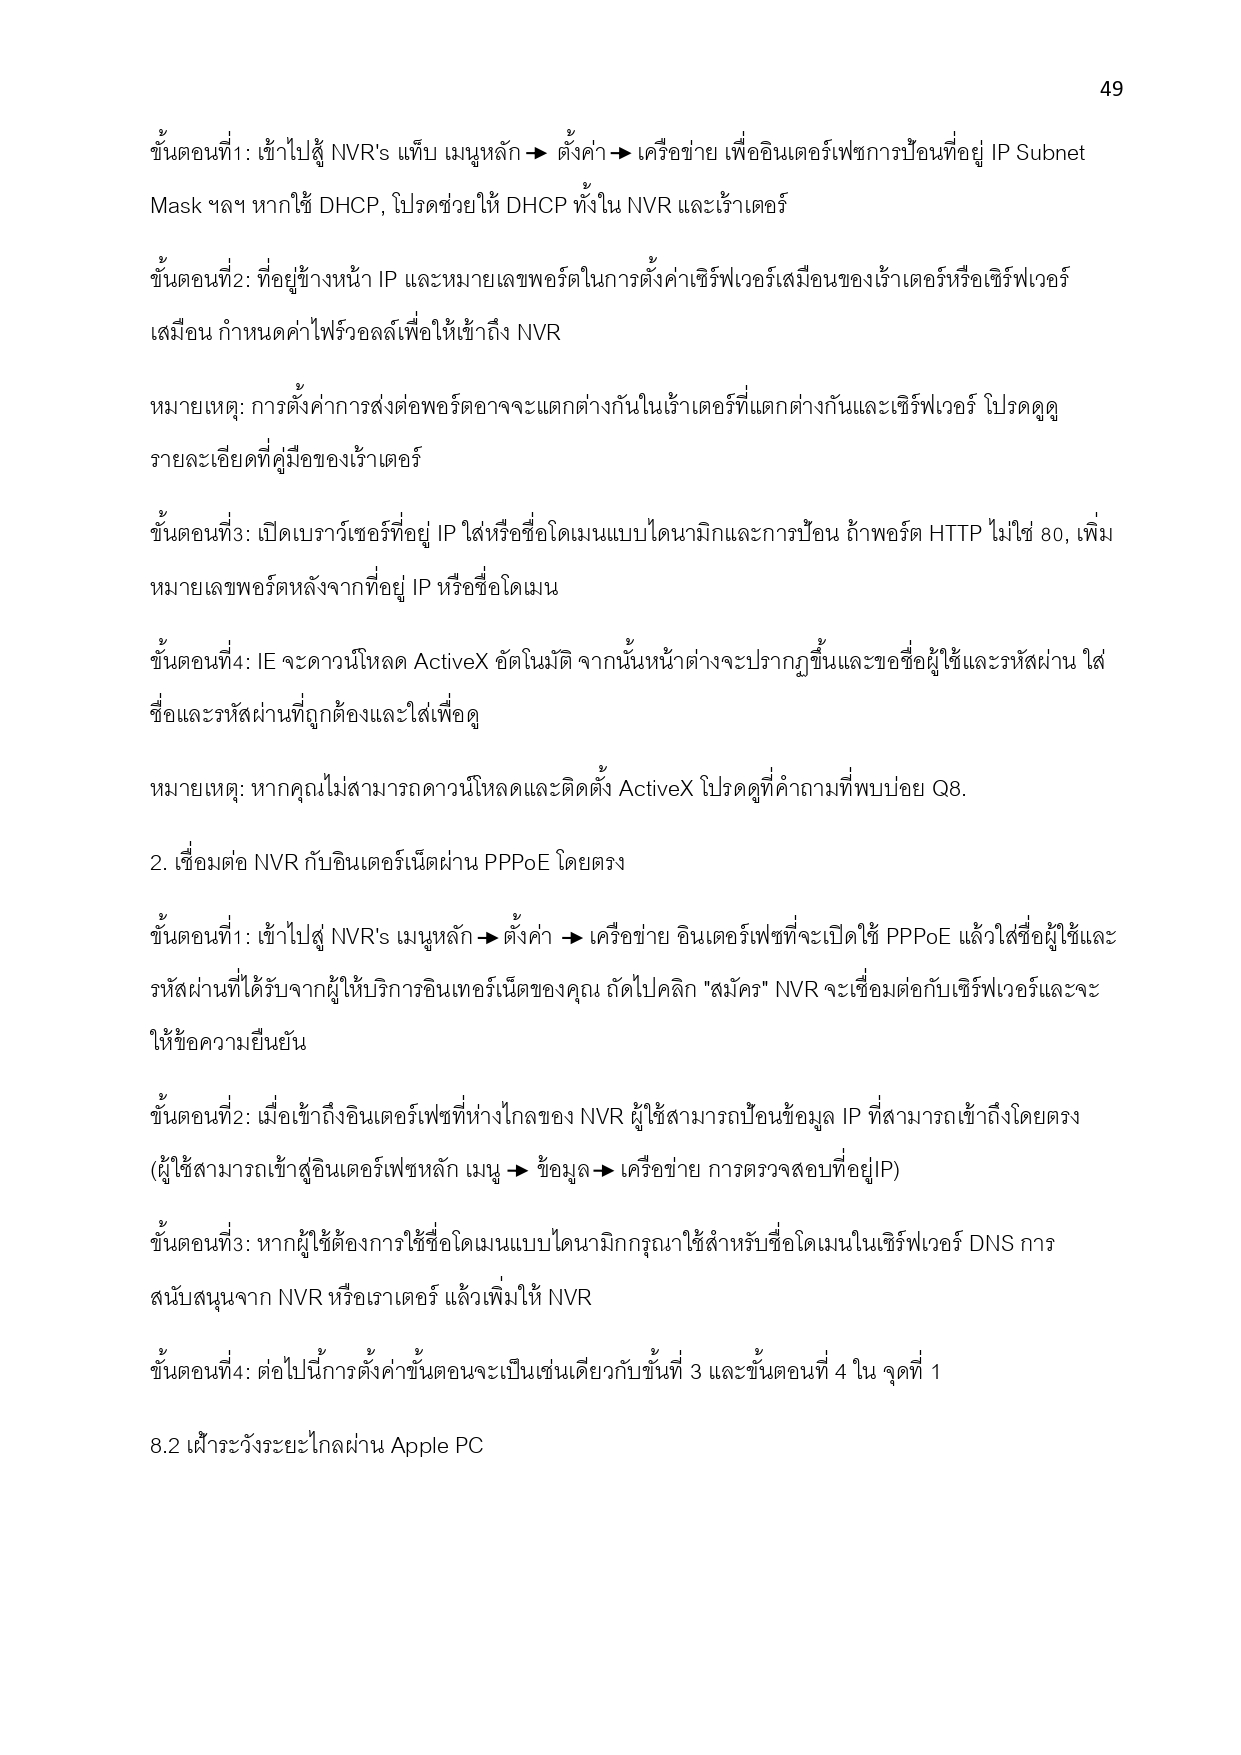 49
ขั้นตอนที่1: เข้าไปสู้ NVR's แท็บ เมนูหลัก → ตั้งค่า → เครือข่าย เพื่ออินเตอร์เฟซการป้อนที่อยู่ IP Subnet
Mask ฯลฯ หากใช้ DHCP, โปรดช่วยให้ DHCP ทั้งใน NVR และเร้าเตอร์
ขั้นตอนที่2: ที่อยู่ข้างหน้า IP และหมายเลขพอร์ตในการตั้งค่าเซิร์ฟเวอร์เสมือนของเร้าเตอร์หรือเซิร์ฟเวอร์
เสมือน กำหนดค่าไฟร์วอลล์เพื่อให้เข้าถึง NVR
หมายเหตุ: การตั้งค่าการส่งต่อพอร์ตอาจจะแตกต่างกันในเร้าเตอร์ที่แตกต่างกันและเซิร์ฟเวอร์ โปรดดูดู
รายละเอียดที่คู่มือของเร้าเตอร์
ขั้นตอนที่3: เปิดเบราว์เซอร์ที่อยู่ IP ใส่หรือชื่อโดเมนแบบไดนามิกและการป้อน ถ้าพอร์ต HTTP ไม่ใช่ 80, เพิ่ม
หมายเลขพอร์ตหลังจากที่อยู่ IP หรือชื่อโดเมน
ขั้นตอนที่4: IE จะดาวน์โหลด ActiveX อัตโนมัติ จากนั้นหน้าต่างจะปรากฏขึ้นและขอชื่อผู้ใช้และรหัสผ่าน ใส่
ชื่อและรหัสผ่านที่ถูกต้องและใส่เพื่อดู
หมายเหตุ: หากคุณไม่สามารถดาวน์โหลดและติดตั้ง ActiveX โปรดดูที่คำถามที่พบบ่อย Q8.
2. เชื่อมต่อ NVR กับอินเตอร์เน็ตผ่าน PPPoE โดยตรง
ขั้นตอนที่1: เข้าไปสู่ NVR's เมนูหลัก → ตั้งค่า → เครือข่าย อินเตอร์เฟซที่จะเปิดใช้ PPPoE แล้วใส่ชื่อผู้ใช้และ
รหัสผ่านที่ได้รับจากผู้ให้บริการอินเทอร์เน็ตของคุณ ถัดไปคลิก "สมัคร" NVR จะเชื่อมต่อกับเซิร์ฟเวอร์และจะ
ให้ข้อความยืนยัน
ขั้นตอนที่2: เมื่อเข้าถึงอินเตอร์เฟซที่ห่างไกลของ NVR ผู้ใช้สามารถป้อนข้อมูล IP ที่สามารถเข้าถึงโดยตรง
(ผู้ใช้สามารถเข้าสู่อินเตอร์เฟซหลัก เมนู → ข้อมูล → เครือข่าย การตรวจสอบที่อยู่IP)
ขั้นตอนที่3: หากผู้ใช้ต้องการใช้ชื่อโดเมนแบบไดนามิกกรุณาใช้สำหรับชื่อโดเมนในเซิร์ฟเวอร์ DNS การ
สนับสนุนจาก NVR หรือเราเตอร์ แล้วเพิ่มให้ NVR
ขั้นตอนที่4: ต่อไปนี้การตั้งค่าขั้นตอนจะเป็นเช่นเดียวกับขั้นที่ 3 และขั้นตอนที่ 4 ใน จุดที่ 1
8.2 เฝ้าระวังระยะไกลผ่าน Apple PC